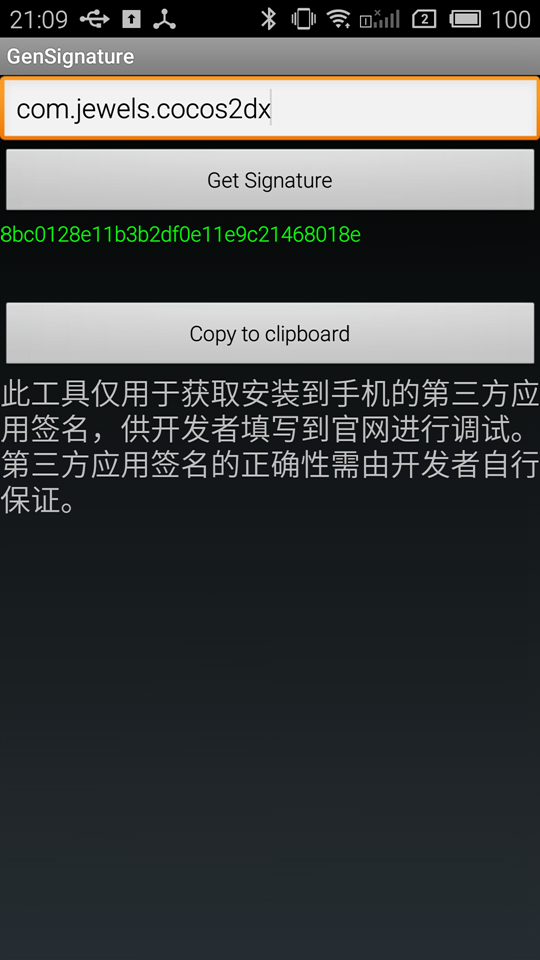 21:09
2
100
GenSignature
com.jewels.cocos2dx
Get Signature
8bc0128e11b3b2df0e11e9c21468018e
Copy to clipboard
此工具仅用于获取安装到手机的第三方应
用签名，供开发者填写到官网进行调试。
第三方应用签名的正确性需由开发者自行
保证。